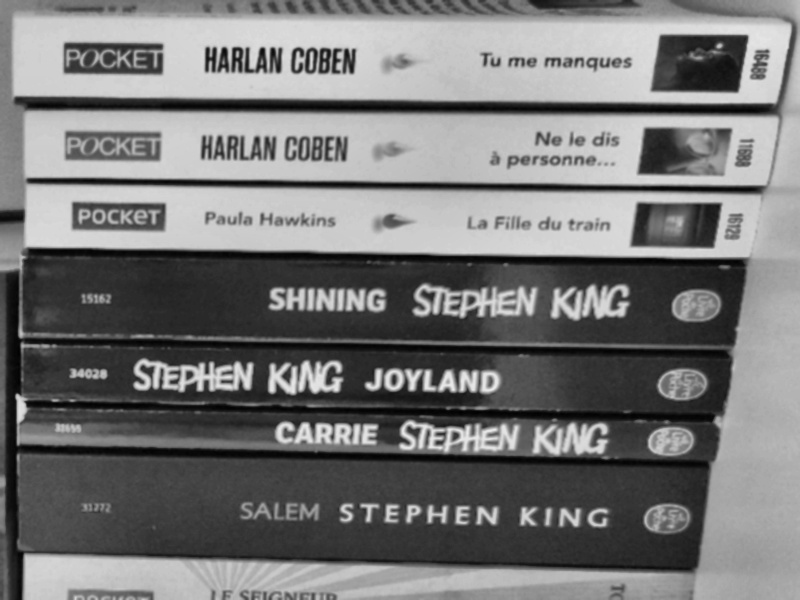 POCKET HARLAN COBEN Tu me manques 16488
POCKET HARLAN COBEN Ne le dis
à personne... 11688
POCKET Paula Hawkins La Fille du train 16129
15162 SHINING STEPHEN KING
34028 STEPHEN KING JOYLAND
CARRIE STEPHEN KING
31272 SALEM STEPHEN KING
POCKET LE SEIGNEUR